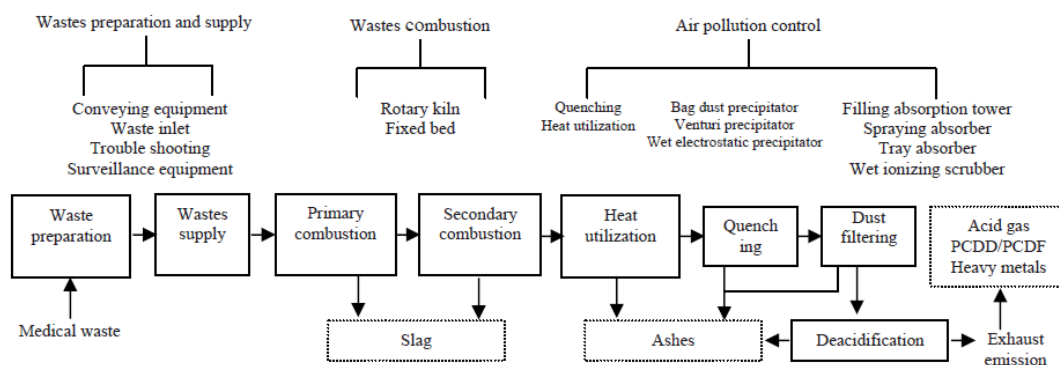 Wastes preparation and supply
Wastes combustion
Air pollution control
Conveying equipment
Waste inlet
Trouble shooting
Surveillance equipment
Rotary kiln
Fixed bed
Quenching
Heat utilization
Bag dust precipitator
Venturi precipitator
Wet electrostatic precipitator
Filling absorption tower
Spraying absorber
Tray absorber
Wet ionizing scrubber
Waste
preparation
Wastes
supply
Primary
combustion
Secondary
combustion
Heat
utilization
Quench
ing
Dust
filtering
Acid gas
PCDD/PCDF
Heavy metals
Medical waste
Slag
Ashes
Deacidification
Exhaust
emission